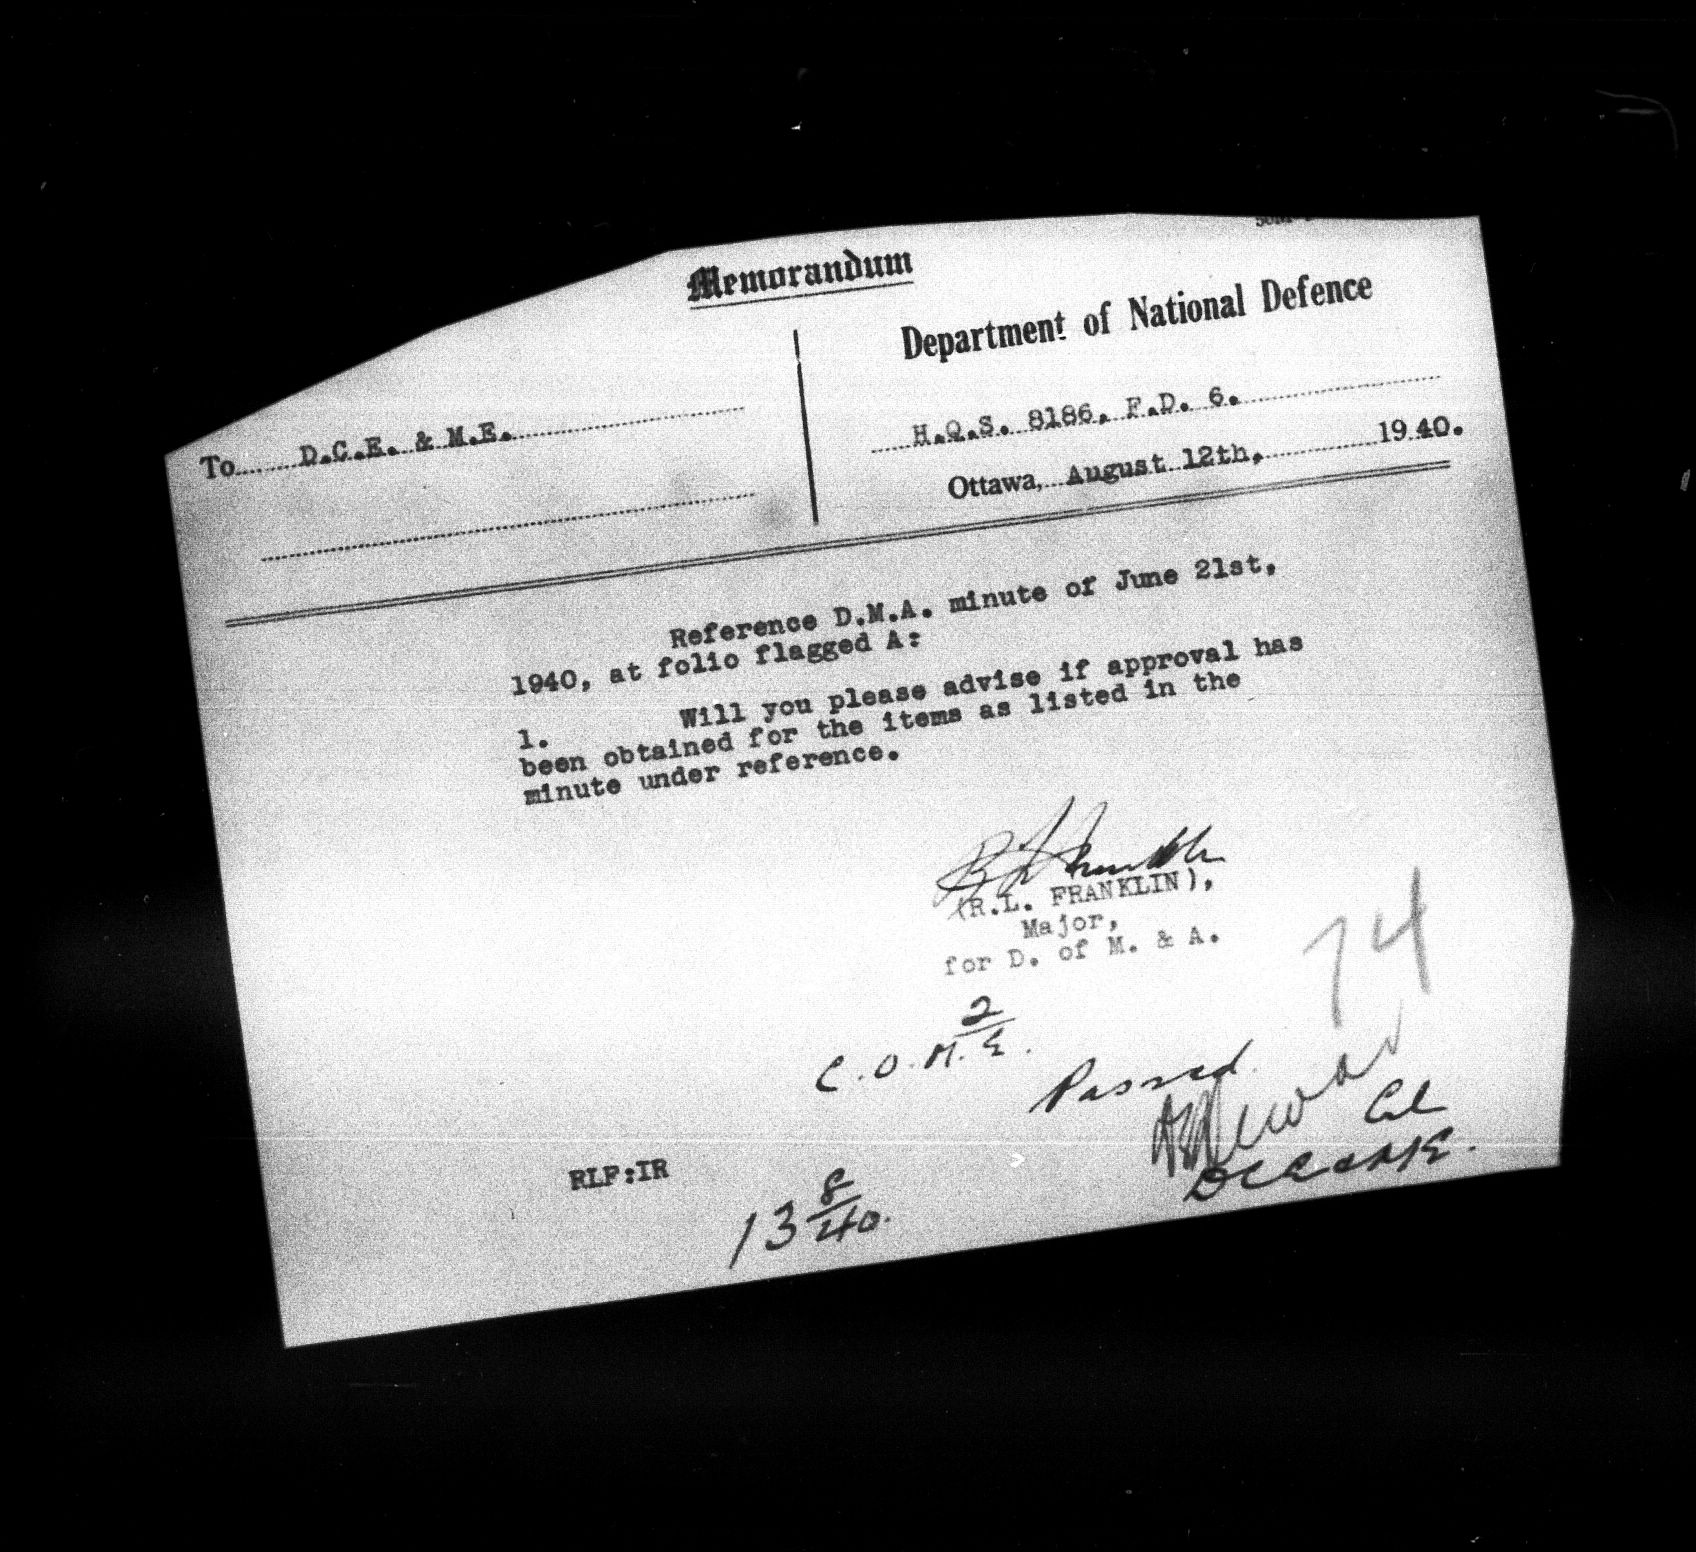 Memorandum
Department of National Defence
To D.C.E. & M.E.
H.Q.S. 8186, F.D. 6.
Ottawa, August 12th, 1940.
Reference D.M.A. minute of June 21st,
1940, at folio flagged A:
1. Will you please advise if approval has
been obtained for the items as listed in the
minute under reference.
(R.L. FRANKLIN),
Major,
for D. of M. & A.
74
2
C.O.M.E.
Passed
Col
RLF:IR
13 8/40.